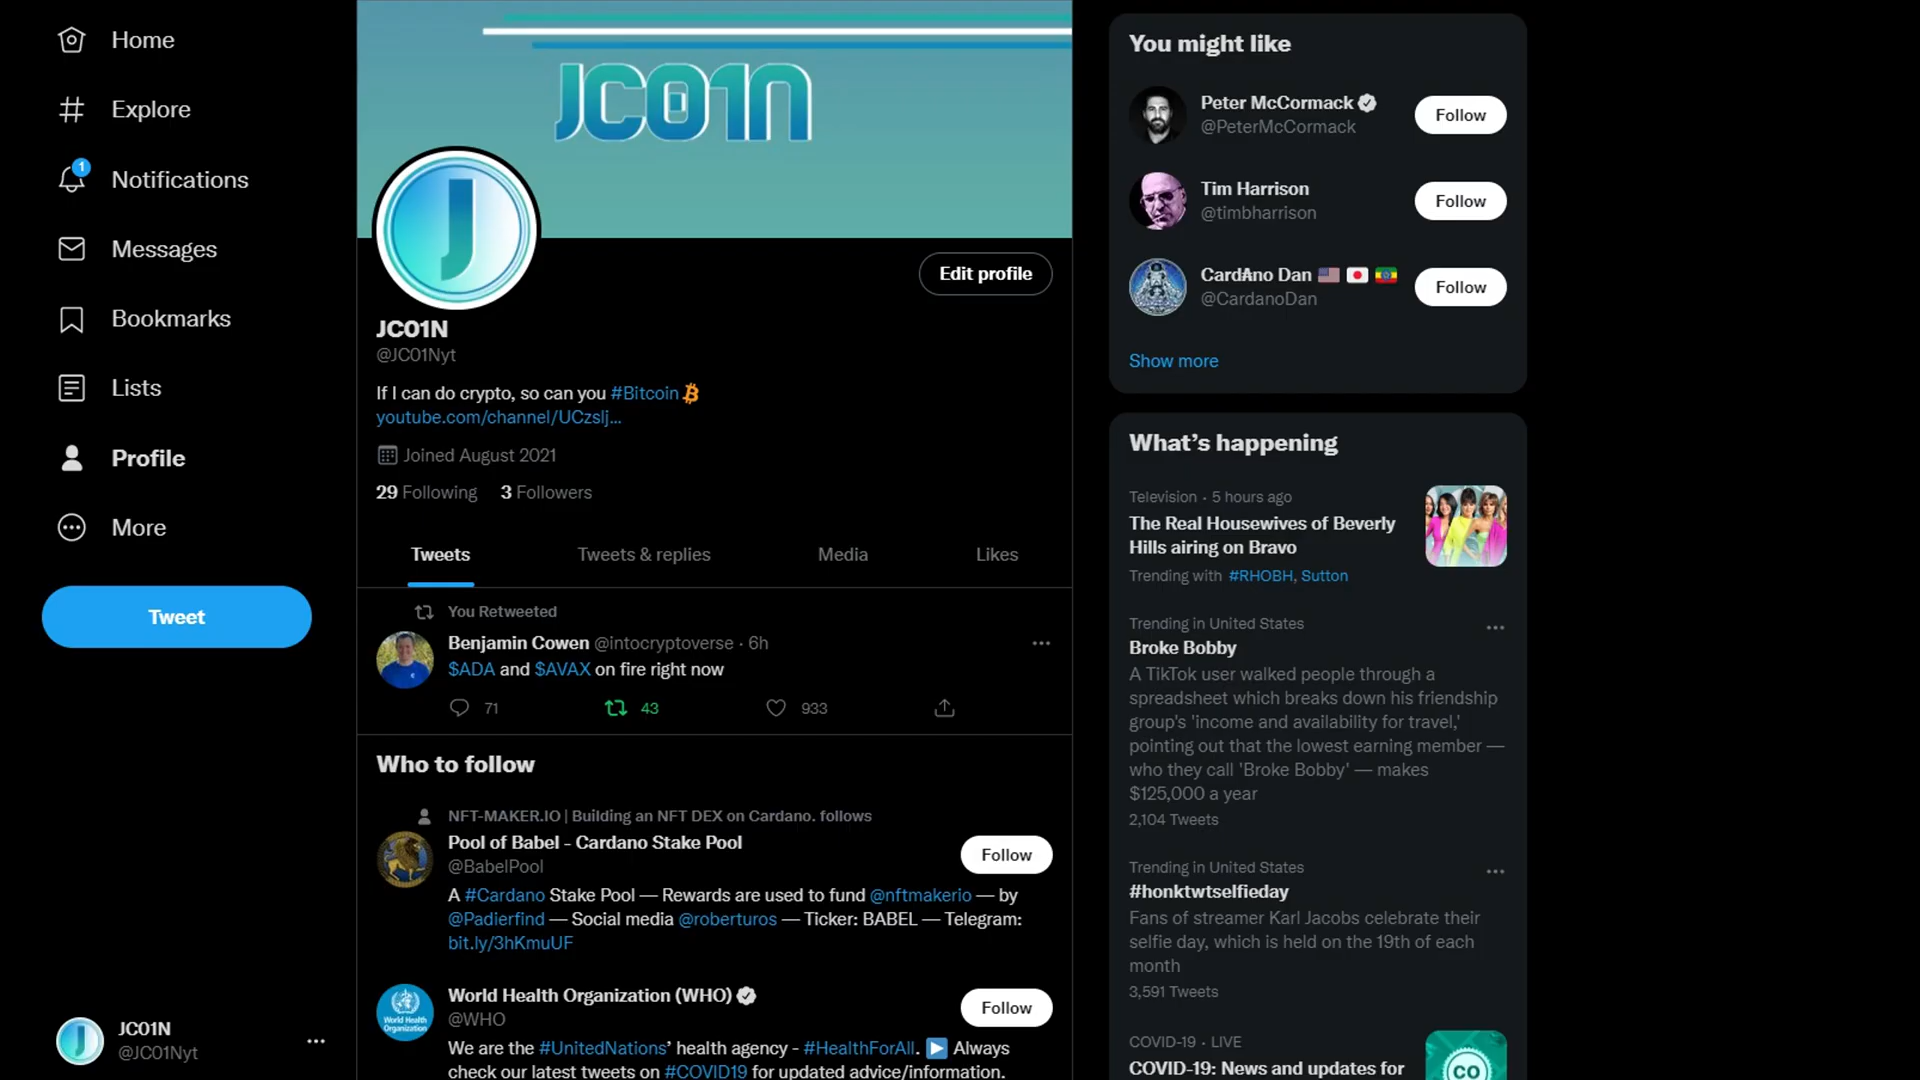 Home
Explore
1
Notifications
Messages
Bookmarks
Lists
Profile
More
Tweet
JC01N
@JC01Nyt
JC01N
J
Edit profile
JC01N
@JC01Nyt
If I can do crypto, so can you #Bitcoin
youtube.com/channel/UCzslj...
Joined August 2021
29 Following 3 Followers
Tweets Tweets & replies Media Likes
You Retweeted
Benjamin Cowen @intocryptoverse · 6h
$ADA and $AVAX on fire right now
71 43 933
Who to follow
NFT-MAKER.IO | Building an NFT DEX on Cardano. follows
Pool of Babel - Cardano Stake Pool
@BabelPool
Follow
A #Cardano Stake Pool — Rewards are used to fund @nftmakerio — by
@Padierfind — Social media @roberturos — Ticker: BABEL — Telegram:
bit.ly/3hKmuUF
World Health Organization (WHO)
@WHO
Follow
World Health
Organization
We are the #UnitedNations’ health agency - #HealthForAll. Always
check our latest tweets on #COVID19 for updated advice/information.
You might like
Peter McCormack
@PeterMcCormack
Follow
Tim Harrison
@timbharrison
Follow
CardAno Dan
@CardanoDan
Follow
Show more
What’s happening
Television · 5 hours ago
The Real Housewives of Beverly
Hills airing on Bravo
Trending with #RHOBH, Sutton
Trending in United States
Broke Bobby
A TikTok user walked people through a
spreadsheet which breaks down his friendship
group's 'income and availability for travel,'
pointing out that the lowest earning member —
who they call 'Broke Bobby' — makes
$125,000 a year
2,104 Tweets
Trending in United States
#honktwtselfieday
Fans of streamer Karl Jacobs celebrate their
selfie day, which is held on the 19th of each
month
3,591 Tweets
COVID-19 · LIVE
COVID-19: News and updates for
CO